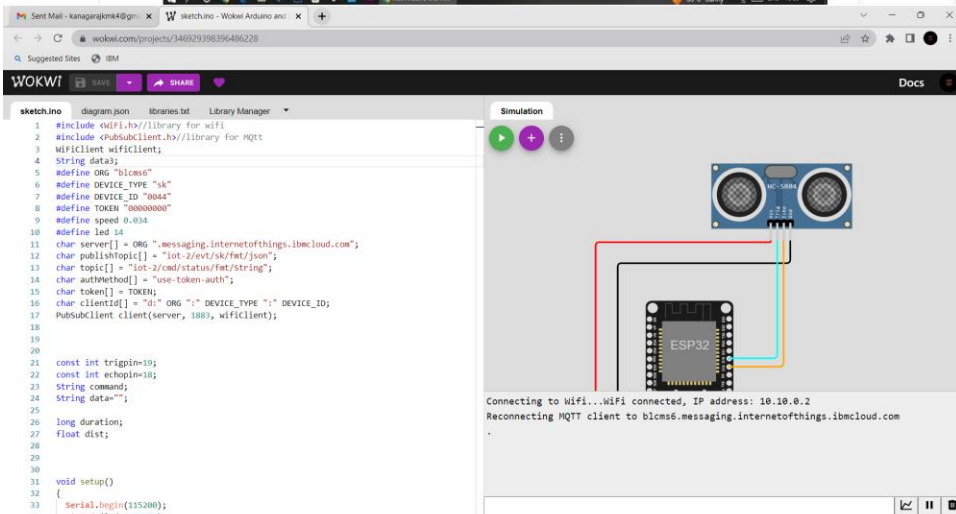 Sent Mail - kanagarajkmk4@gm
sketch.ino - Wokwi Arduino and
wokwi.com/projects/346929398396486228
Suggested Sites
IBM
WOKWI
SAVE
SHARE
Docs
sketch.ino diagram.json libraries.txt Library Manager
Simulation
1 #include <WiFi.h>//library for wifi
2 #include <PubSubClient.h>//library for MQtt
3 WiFiClient wifiClient;
4 String data3;
5 #define ORG "blcms6"
6 #define DEVICE_TYPE "sk"
7 #define DEVICE_ID "0044"
8 #define TOKEN "00000000"
9 #define speed 0.034
10 #define led 14
11 char server[] = ORG ".messaging.internetofthings.ibmcloud.com";
12 char publishTopic[] = "iot-2/evt/sk/fmt/json";
13 char topic[] = "iot-2/cmd/status/fmt/String";
14 char authMethod[] = "use-token-auth";
15 char token[] = TOKEN;
16 char clientId[] = "d:" ORG ":" DEVICE_TYPE ":" DEVICE_ID;
17 PubSubClient client(server, 1883, wifiClient);
18
19
20
21 const int trigpin=19;
22 const int echopin=18;
23 String command;
24 String data="";
25
26 long duration;
27 float dist;
28
29
30
31 void setup()
32 {
33 Serial.begin(115200);
HC-SR04
Vcc
Trig
Echo
Gnd
ESP32
Connecting to Wifi...WiFi connected, IP address: 10.10.0.2
Reconnecting MQTT client to blcms6.messaging.internetofthings.ibmcloud.com
.